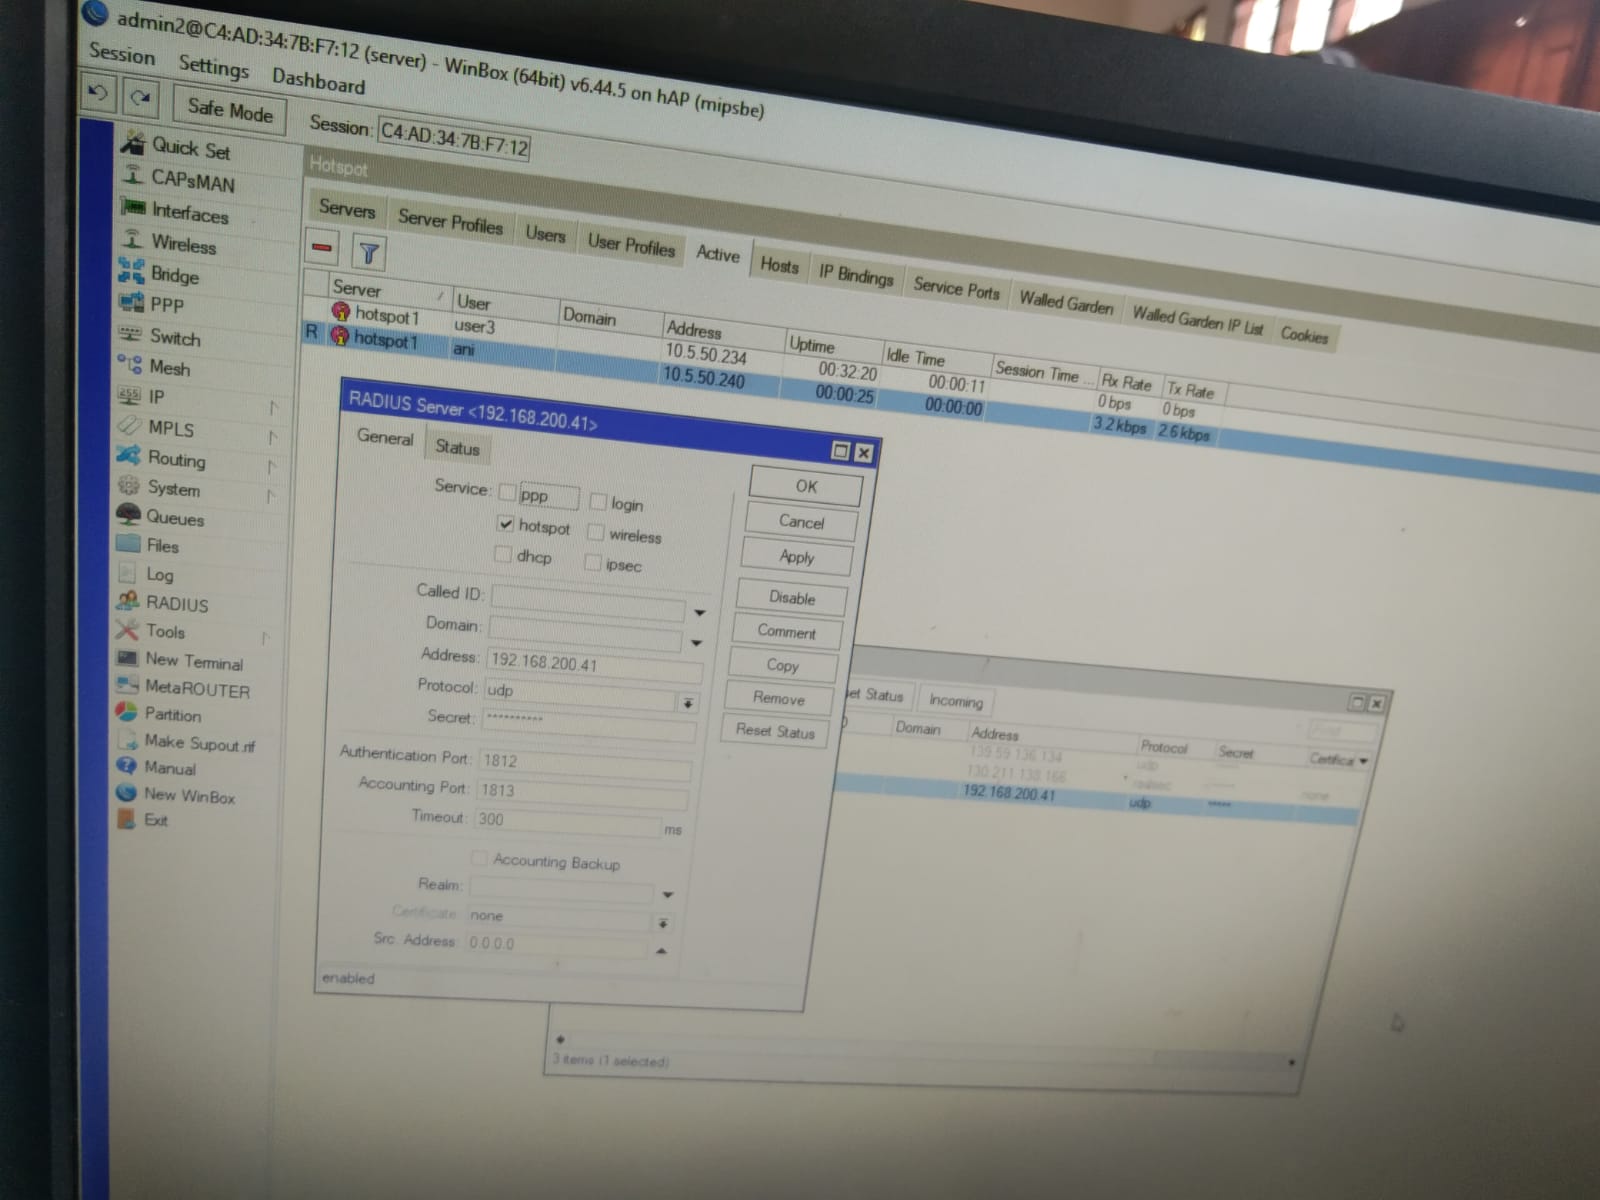 admin2@C4:AD:34:7B:F7:12 (server) - WinBox (64bit) v6.44.5 on hAP (mipsbe)
Session Settings Dashboard
Safe Mode Session: C4:AD:34:7B:F7:12
Quick Set
CAPsMAN
Interfaces
Wireless
Bridge
PPP
Switch
Mesh
IP
MPLS
Routing
System
Queues
Files
Log
RADIUS
Tools
New Terminal
MetaROUTER
Partition
Make Supout.rif
Manual
New WinBox
Exit
Hotspot
Servers Server Profiles Users User Profiles Active Hosts IP Bindings Service Ports Walled Garden Walled Garden IP List Cookies
Server User Domain Address Uptime Idle Time Session Time ... Rx Rate Tx Rate
hotspot1 user3 10.5.50.234 00:32:20 00:00:11 0 bps 0 bps
R hotspot1 ani 10.5.50.240 00:00:25 00:00:00 3.2 kbps 2.6 kbps
RADIUS Server <192.168.200.41>
General Status
Service: ppp login
hotspot wireless
dhcp ipsec
Called ID:
Domain:
Address: 192.168.200.41
Protocol: udp
Secret: **********
Authentication Port: 1812
Accounting Port: 1813
Timeout: 300 ms
Accounting Backup
Realm:
Certificate: none
Src. Address: 0.0.0.0
enabled
OK
Cancel
Apply
Disable
Comment
Copy
Remove
Reset Status
et Status Incoming
Find
Domain Address Protocol Secret Certifica
139.59.136.134 udp
130.211.138.166 radsec none
192.168.200.41 udp *****
3 items (1 selected)